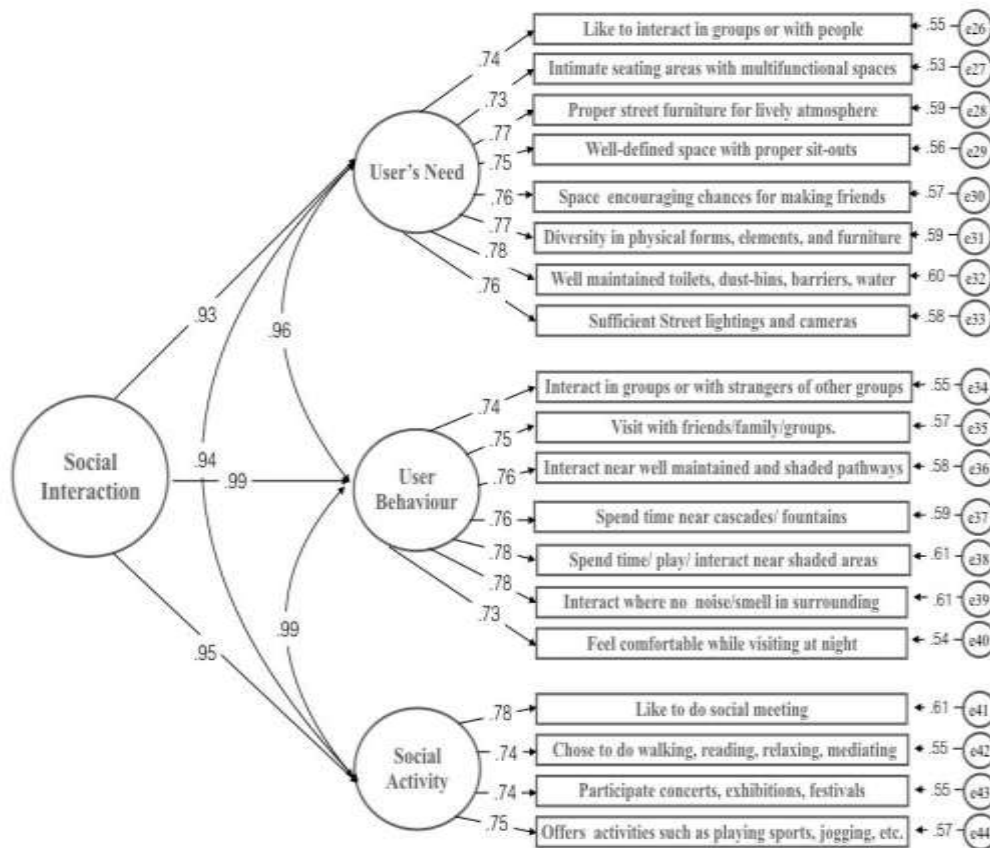 Like to interact in groups or with people
.55
e26
.74
Intimate seating areas with multifunctional spaces
.53
e27
.73
Proper street furniture for lively atmosphere
.59
e28
.77
Well-defined space with proper sit-outs
.56
e29
.75
User's Need
Space encouraging chances for making friends
.57
e30
.76
Diversity in physical forms, elements, and furniture
.59
e31
.77
Well maintained toilets, dust-bins, barriers, water
.60
e32
.78
Sufficient Street lightings and cameras
.58
e33
.76
.93
.96
Interact in groups or with strangers of other groups
.55
e34
.74
Visit with friends/family/groups.
.57
e35
.75
Interact near well maintained and shaded pathways
.58
e36
.76
Social
Interaction
.94
.99
User
Behaviour
Spend time near cascades/ fountains
.59
e37
.76
Spend time/ play/ interact near shaded areas
.61
e38
.78
Interact where no noise/smell in surrounding
.61
e39
.78
Feel comfortable while visiting at night
.54
e40
.73
.99
.95
Like to do social meeting
.61
e41
.78
Social
Activity
Chose to do walking, reading, relaxing, mediating
.55
e42
.74
Participate concerts, exhibitions, festivals
.55
e43
.74
Offers activities such as playing sports, jogging, etc.
.57
e44
.75